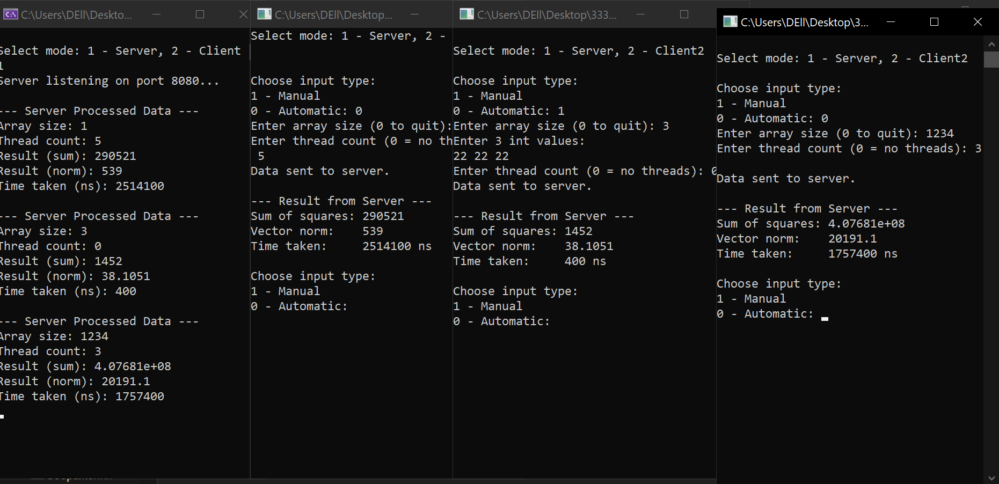 C:\Users\DEll\Deskto...
Select mode: 1 - Server, 2 - Client
1
Server listening on port 8080...
--- Server Processed Data ---
Array size: 1
Thread count: 5
Result (sum): 290521
Result (norm): 539
Time taken (ns): 2514100
--- Server Processed Data ---
Array size: 3
Thread count: 0
Result (sum): 1452
Result (norm): 38.1051
Time taken (ns): 400
--- Server Processed Data ---
Array size: 1234
Thread count: 3
Result (sum): 4.07681e+08
Result (norm): 20191.1
Time taken (ns): 1757400
C:\Users\DEll\Desktop...
Select mode: 1 - Server, 2 -
Choose input type:
1 - Manual
0 - Automatic: 0
Enter array size (0 to quit):
Enter thread count (0 = no th
5
Data sent to server.
--- Result from Server ---
Sum of squares: 290521
Vector norm: 539
Time taken: 2514100 ns
Choose input type:
1 - Manual
0 - Automatic:
C:\Users\DEll\Desktop\333...
Select mode: 1 - Server, 2 - Client2
Choose input type:
1 - Manual
0 - Automatic: 1
Enter array size (0 to quit): 3
Enter 3 int values:
22 22 22
Enter thread count (0 = no threads): 0
Data sent to server.
--- Result from Server ---
Sum of squares: 1452
Vector norm: 38.1051
Time taken: 400 ns
Choose input type:
1 - Manual
0 - Automatic:
C:\Users\DEll\Desktop\3...
Select mode: 1 - Server, 2 - Client2
Choose input type:
1 - Manual
0 - Automatic: 0
Enter array size (0 to quit): 1234
Enter thread count (0 = no threads): 3
Data sent to server.
--- Result from Server ---
Sum of squares: 4.07681e+08
Vector norm: 20191.1
Time taken: 1757400 ns
Choose input type:
1 - Manual
0 - Automatic: